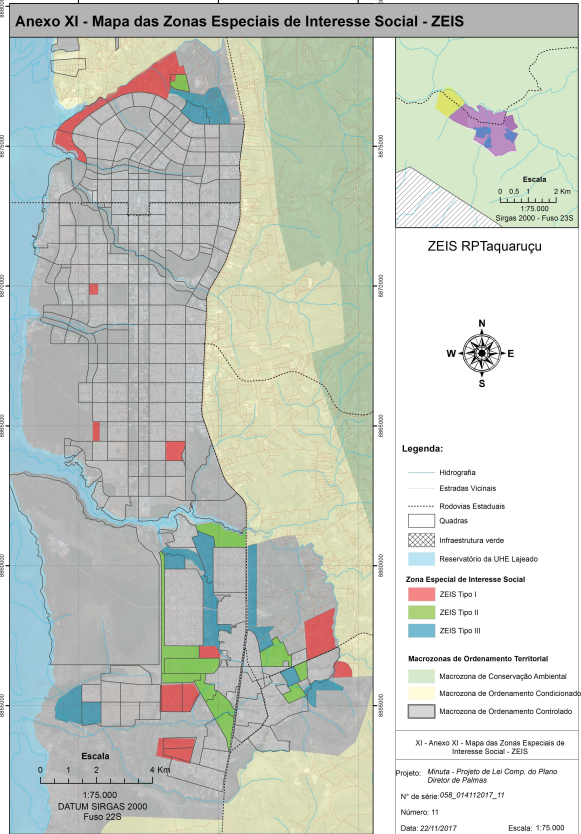 Anexo XI - Mapa das Zonas Especiais de Interesse Social - ZEIS
8875000
8870000
8865000
8860000
8855000
8875000
8870000
8865000
8860000
8855000
Escala
0 1 2 4 Km
1:75.000
DATUM SIRGAS 2000
Fuso 22S
Escala
0 0,5 1 2 Km
1:75.000
Sirgas 2000 - Fuso 23S
ZEIS RPTaquaruçu
N
W E
S
Legenda:
Hidrografia
Estradas Vicinais
Rodovias Estaduais
Quadras
Infraestrutura verde
Reservatório da UHE Lajeado
Zona Especial de Interesse Social
ZEIS Tipo I
ZEIS Tipo II
ZEIS Tipo III
Macrozonas de Ordenamento Territorial
Macrozona de Conservação Ambiental
Macrozona de Ordenamento Condicionado
Macrozona de Ordenamento Controlado
XI - Anexo XI - Mapa das Zonas Especiais de
Interesse Social - ZEIS
Projeto: Minuta - Projeto de Lei Comp. do Plano
Diretor de Palmas
N° de série:058_014112017_11
Número: 11
Data: 22/11/2017 Escala: 1:75.000